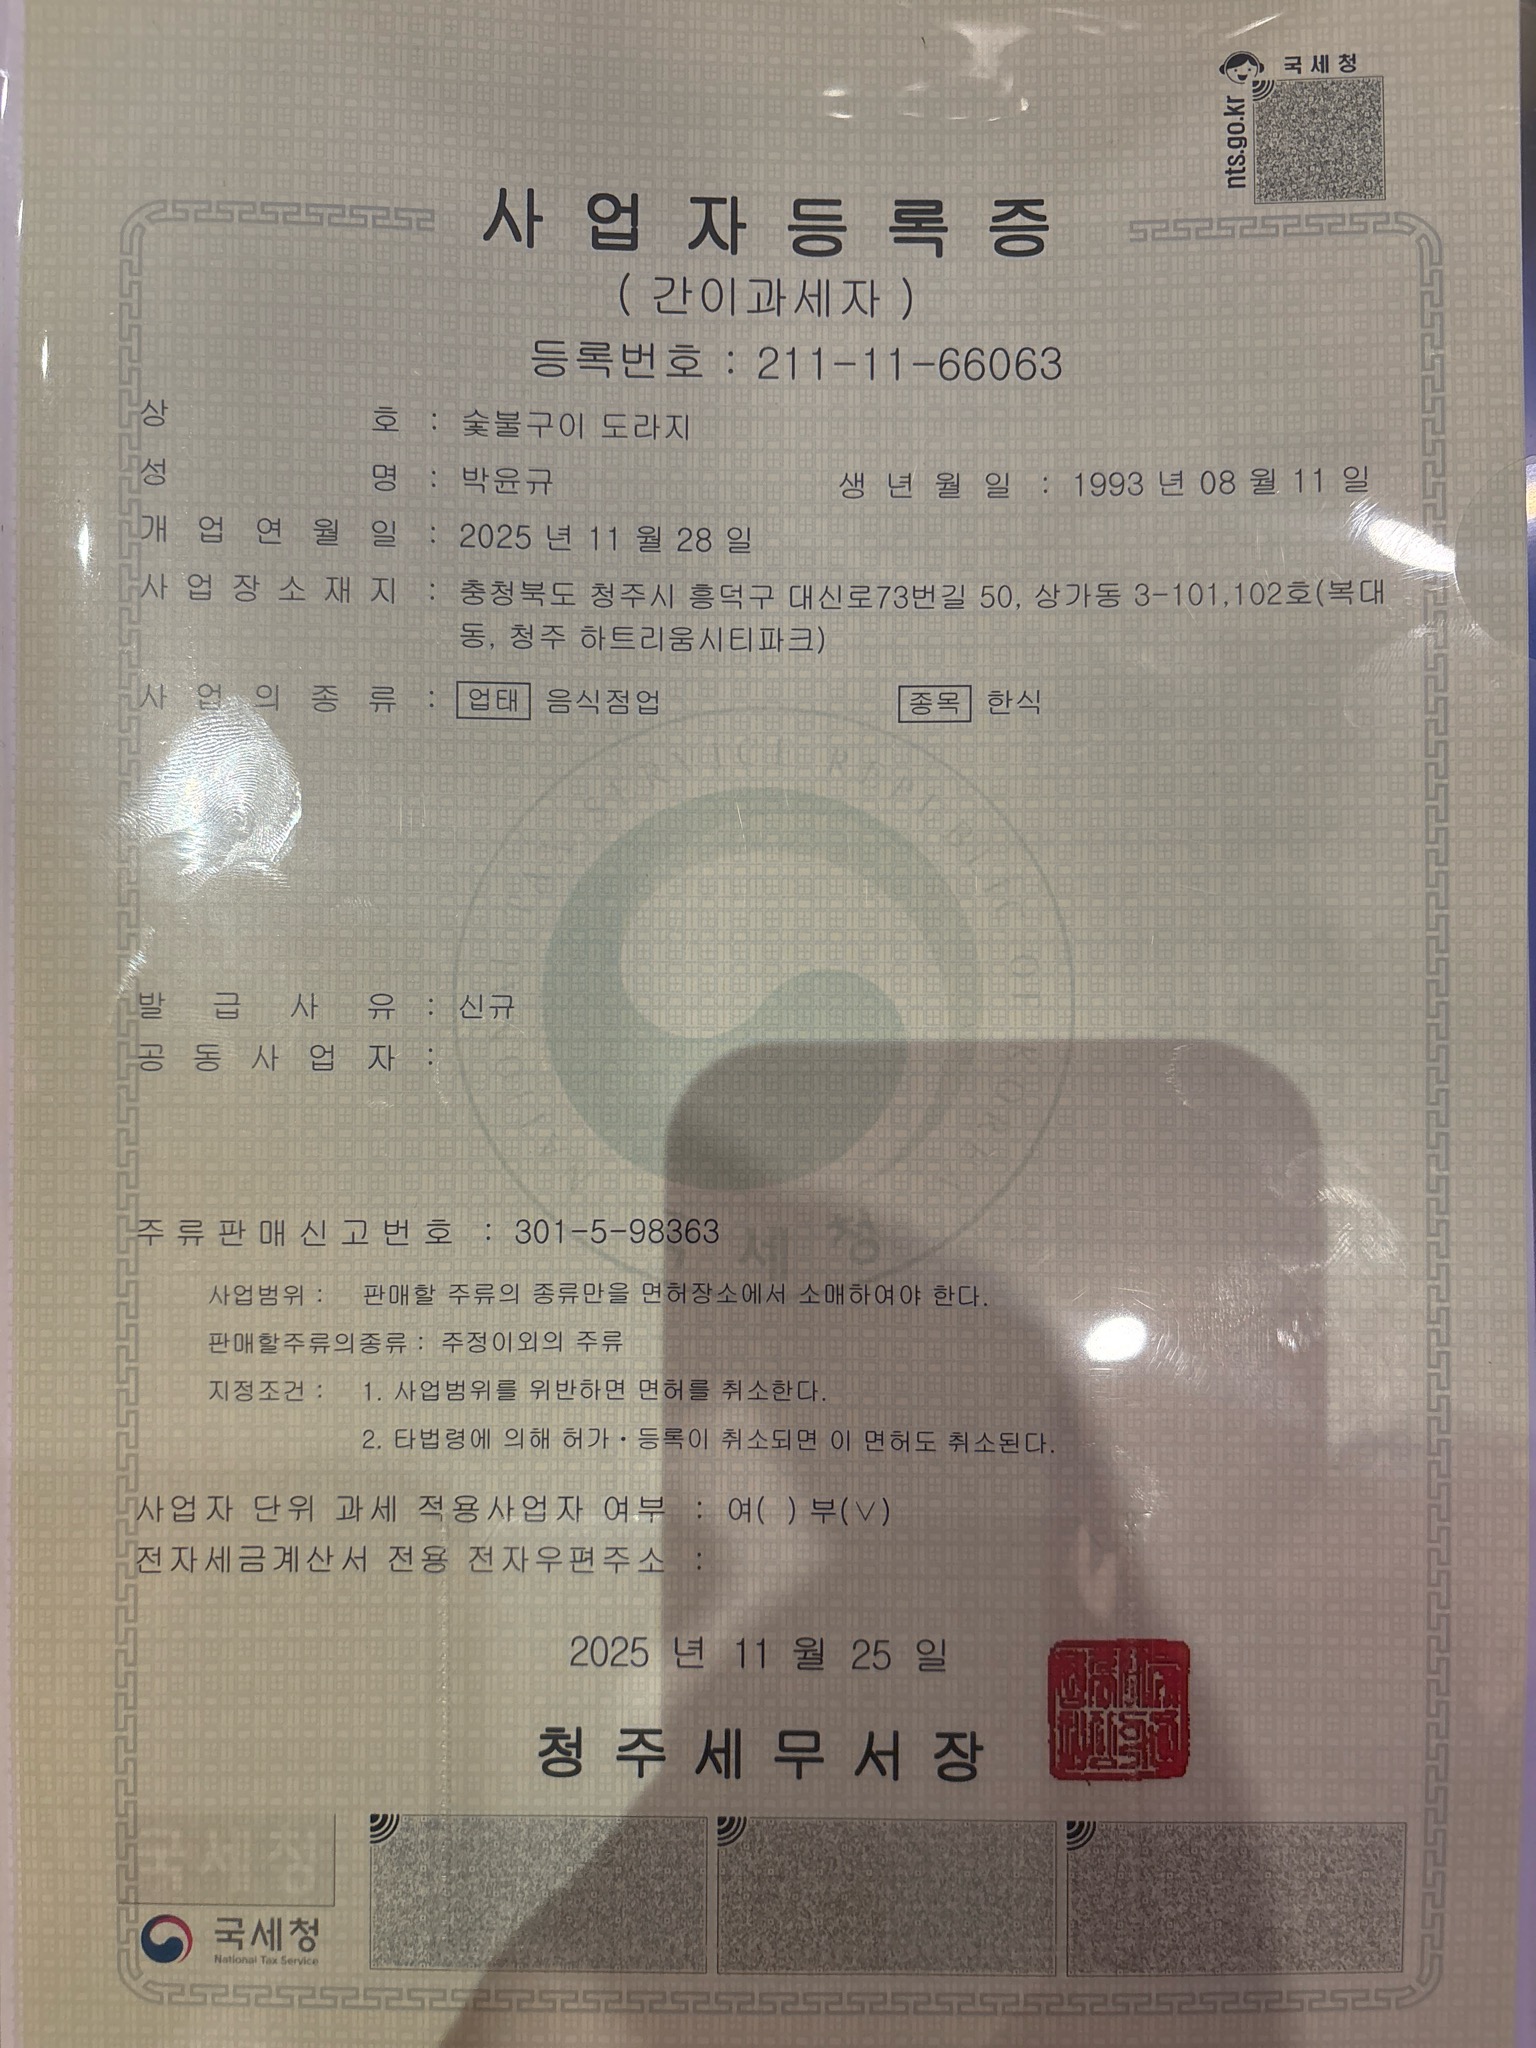 국세청
nts.go.kr
사업자등록증
( 간이과세자 )
등록번호 : 211-11-66063
상 호 : 숯불구이 도라지
성 명 : 박윤규 생 년 월 일 : 1993 년 08 월 11 일
개 업 연 월 일 : 2025 년 11 월 28 일
사 업 장 소 재 지 : 충청북도 청주시 흥덕구 대신로73번길 50, 상가동 3-101,102호(복대
동, 청주 하트리움시티파크)
사 업 의 종 류 : 업태 음식점업 종목 한식
발 급 사 유 : 신규
공 동 사 업 자 :
주 류 판 매 신 고 번 호 : 301-5-98363
사업범위 : 판매할 주류의 종류만을 면허장소에서 소매하여야 한다.
판매할주류의종류 : 주정이외의 주류
지정조건 : 1. 사업범위를 위반하면 면허를 취소한다.
2. 타법령에 의해 허가·등록이 취소되면 이 면허도 취소된다.
사업자 단위 과세 적용사업자 여부 : 여( ) 부(∨)
전자세금계산서 전용 전자우편주소 :
2025 년 11 월 25 일
청 주 세 무 서 장
국세청
국세청
National Tax Service